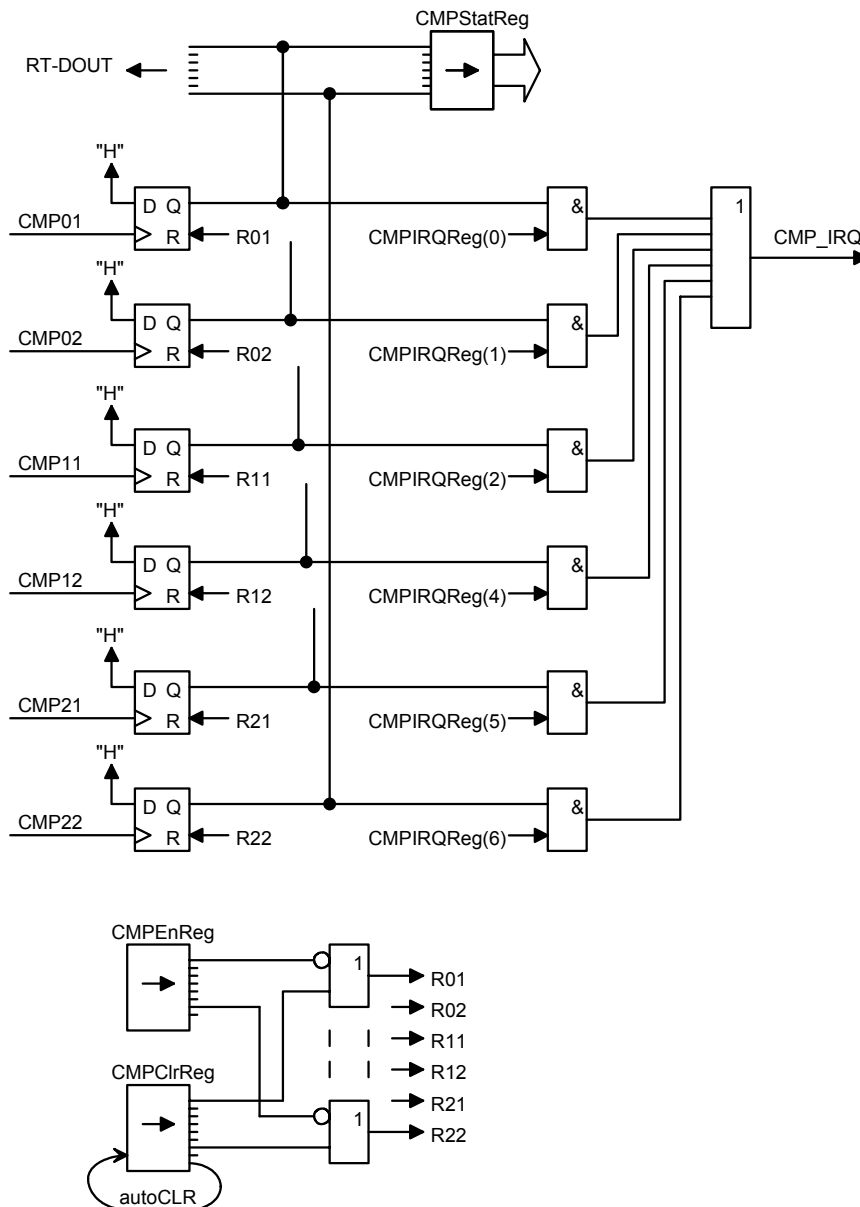 CMPStatReg
RT-DOUT
"H"
D Q
&
1
CMP01
R
R01
CMPIRQReg(0)
CMP_IRQ
"H"
D Q
&
CMP02
R
R02
CMPIRQReg(1)
"H"
D Q
&
CMP11
R
R11
CMPIRQReg(2)
"H"
D Q
&
CMP12
R
R12
CMPIRQReg(4)
"H"
D Q
&
CMP21
R
R21
CMPIRQReg(5)
"H"
D Q
&
CMP22
R
R22
CMPIRQReg(6)
CMPEnReg
1
R01
R02
R11
R12
CMPClrReg
R21
1
R22
autoCLR